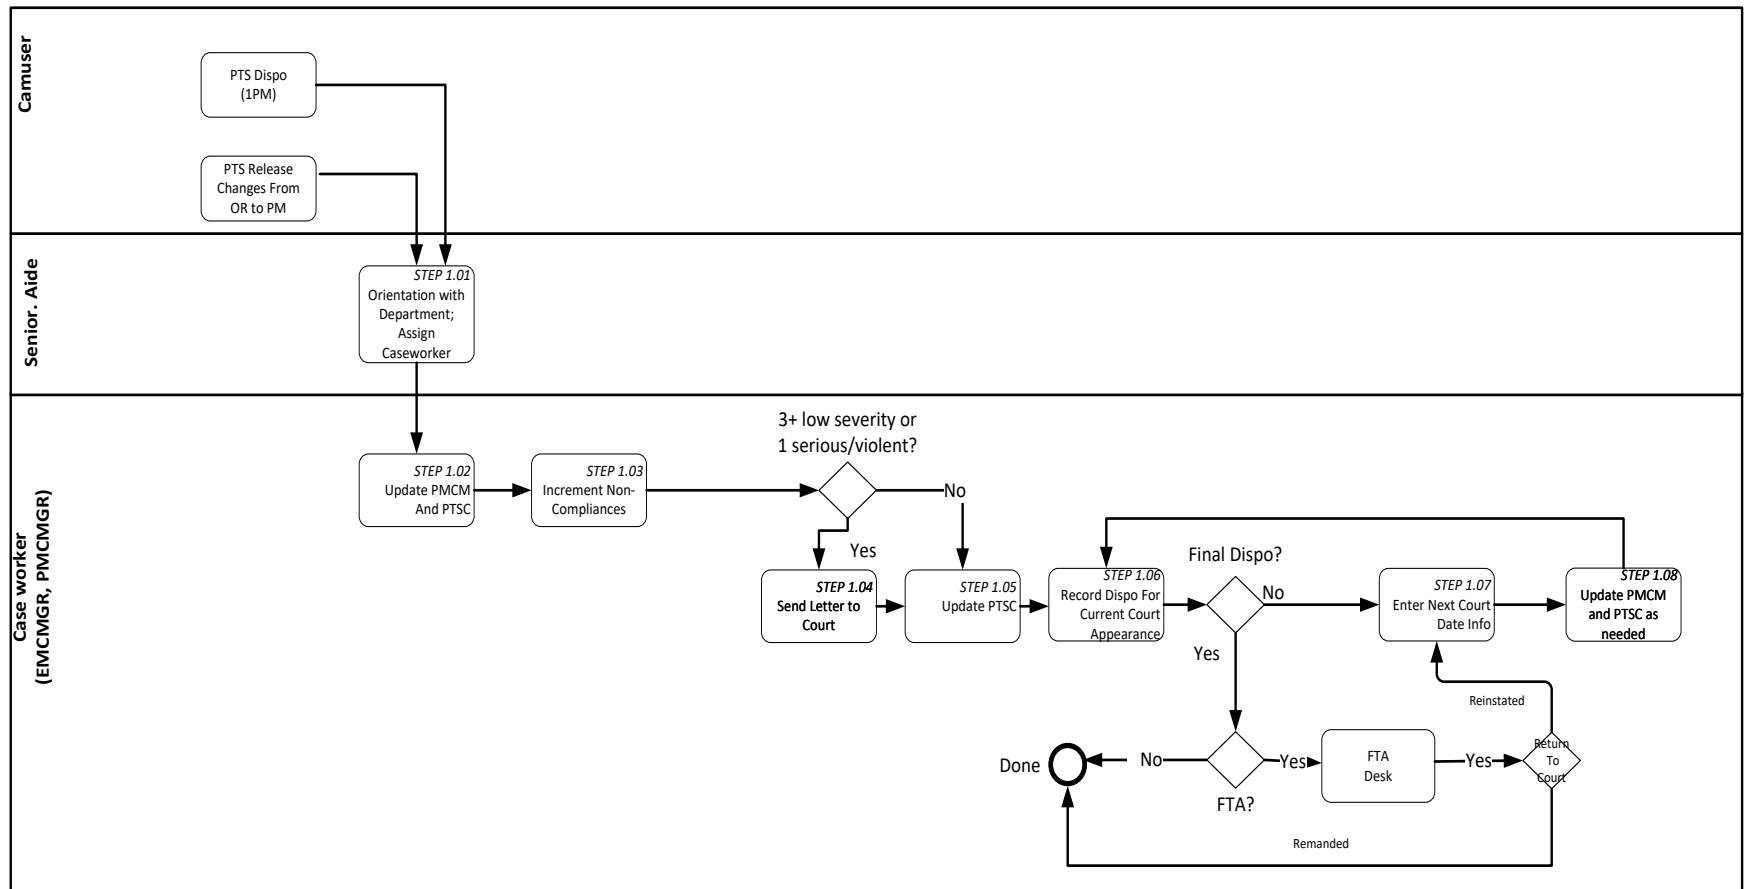 Camuser
PTS Dispo
(1PM)
PTS Release
Changes From
OR to PM
Senior. Aide
STEP 1.01
Orientation with
Department;
Assign
Caseworker
Case worker
(EMCMGR, PMCMGR)
STEP 1.02
Update PMCM
And PTSC
STEP 1.03
Increment Non-
Compliances
3+ low severity or
1 serious/violent?
No
Yes
STEP 1.04
Send Letter to
Court
STEP 1.05
Update PTSC
STEP 1.06
Record Dispo For
Current Court
Appearance
Final Dispo?
No
Yes
STEP 1.07
Enter Next Court
Date Info
STEP 1.08
Update PMCM
and PTSC as
needed
Reinstated
Done
No
FTA?
Yes
FTA
Desk
Yes
Return
To
Court
Remanded